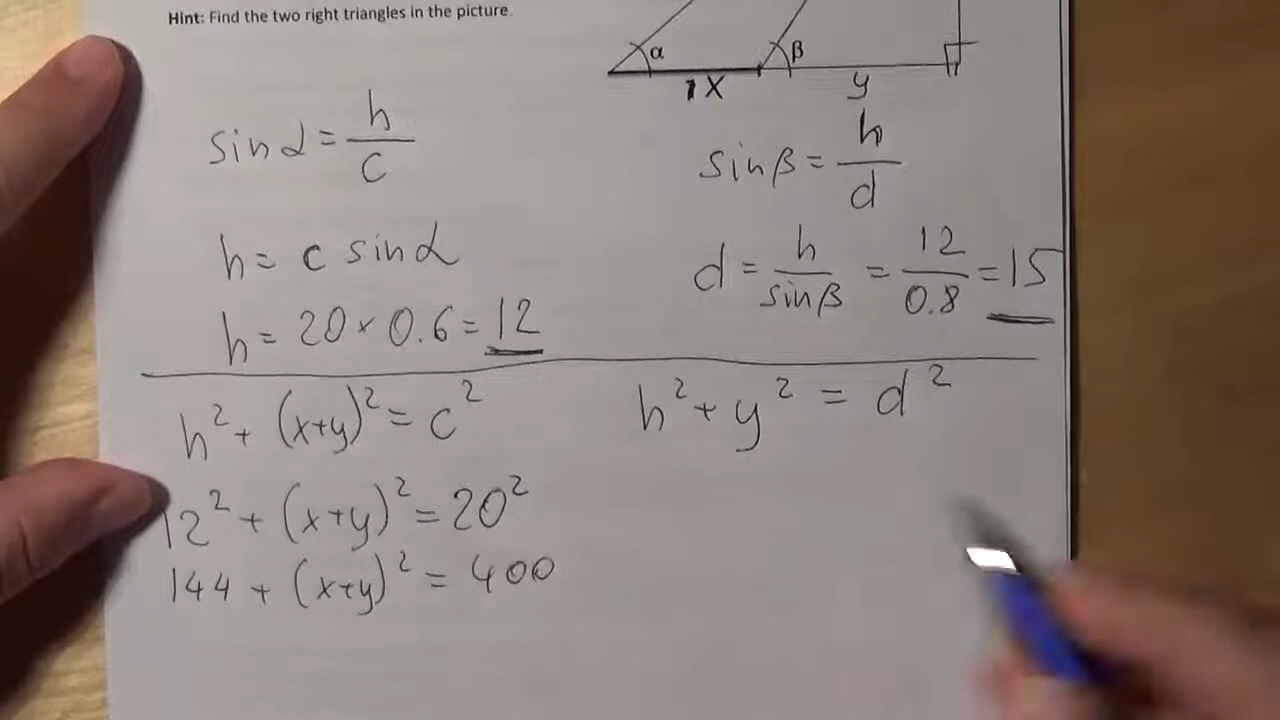 Hint: Find the two right triangles in the picture.
α
β
x
y
sin α = h/c
h = c sin α
h = 20 × 0.6 = 12
sin β = h/d
d = h/sin β = 12/0.8 = 15
h² + (x+y)² = c²
12² + (x+y)² = 20²
144 + (x+y)² = 400
h² + y² = d²